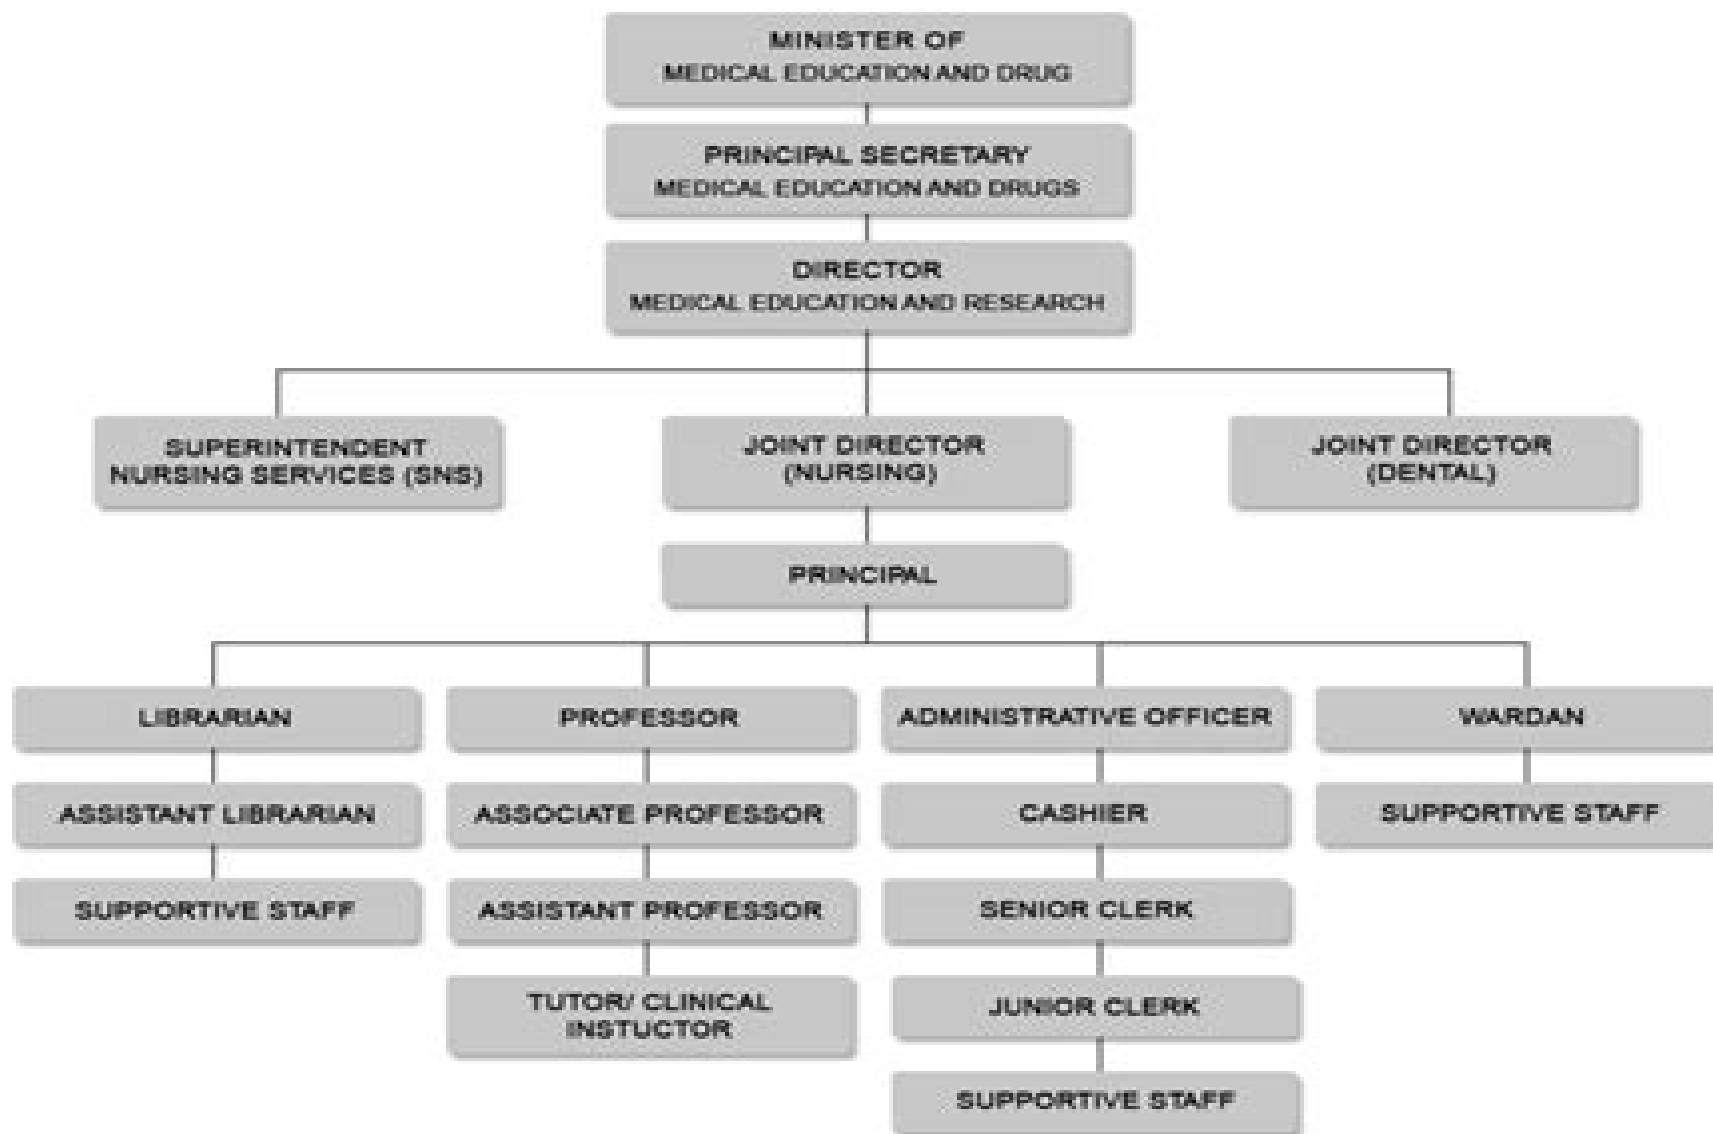 MINISTER OF
MEDICAL EDUCATION AND DRUG
PRINCIPAL SECRETARY
MEDICAL EDUCATION AND DRUGS
DIRECTOR
MEDICAL EDUCATION AND RESEARCH
SUPERINTENDENT
NURSING SERVICES (SNS)
JOINT DIRECTOR
(NURSING)
JOINT DIRECTOR
(DENTAL)
PRINCIPAL
LIBRARIAN
PROFESSOR
ADMINISTRATIVE OFFICER
WARDAN
ASSISTANT LIBRARIAN
ASSOCIATE PROFESSOR
CASHIER
SUPPORTIVE STAFF
SUPPORTIVE STAFF
ASSISTANT PROFESSOR
SENIOR CLERK
TUTOR/ CLINICAL
INSTUCTOR
JUNIOR CLERK
SUPPORTIVE STAFF